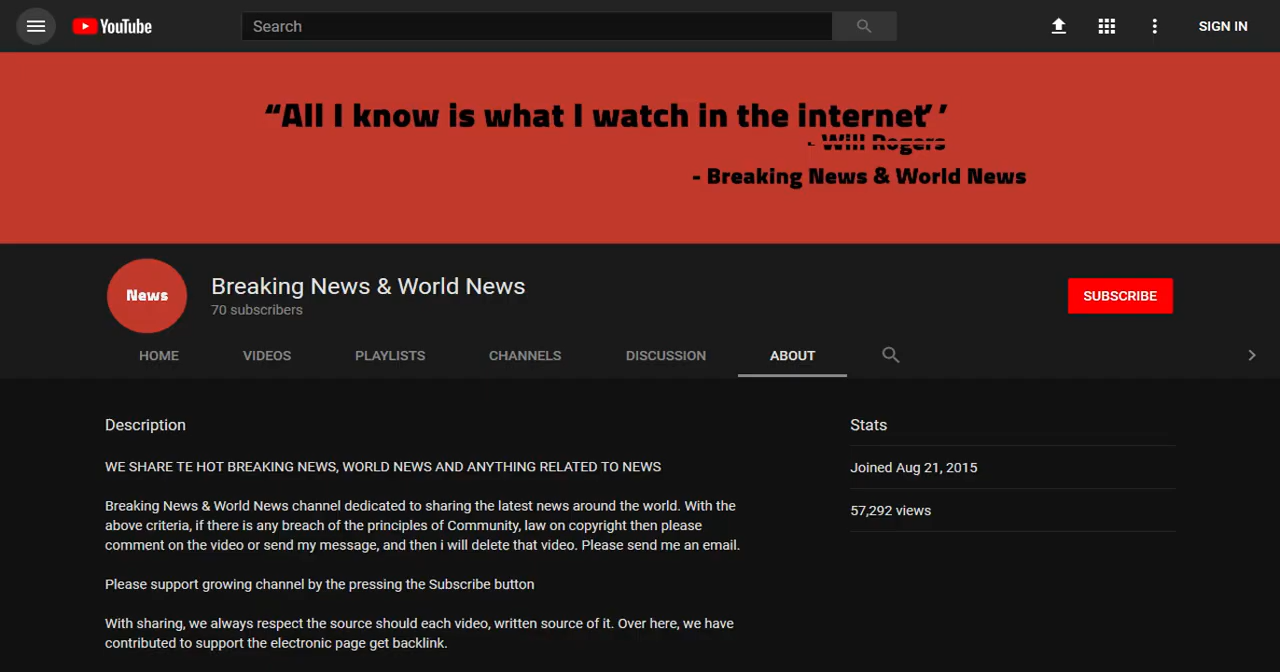 YouTube
Search
SIGN IN
“All I know is what I watch in the internet’’
- Will Rogers
- Breaking News & World News
News
Breaking News & World News
70 subscribers
SUBSCRIBE
HOME VIDEOS PLAYLISTS CHANNELS DISCUSSION ABOUT
Description
WE SHARE TE HOT BREAKING NEWS, WORLD NEWS AND ANYTHING RELATED TO NEWS
Breaking News & World News channel dedicated to sharing the latest news around the world. With the
above criteria, if there is any breach of the principles of Community, law on copyright then please
comment on the video or send my message, and then i will delete that video. Please send me an email.
Please support growing channel by the pressing the Subscribe button
With sharing, we always respect the source should each video, written source of it. Over here, we have
contributed to support the electronic page get backlink.
Stats
Joined Aug 21, 2015
57,292 views